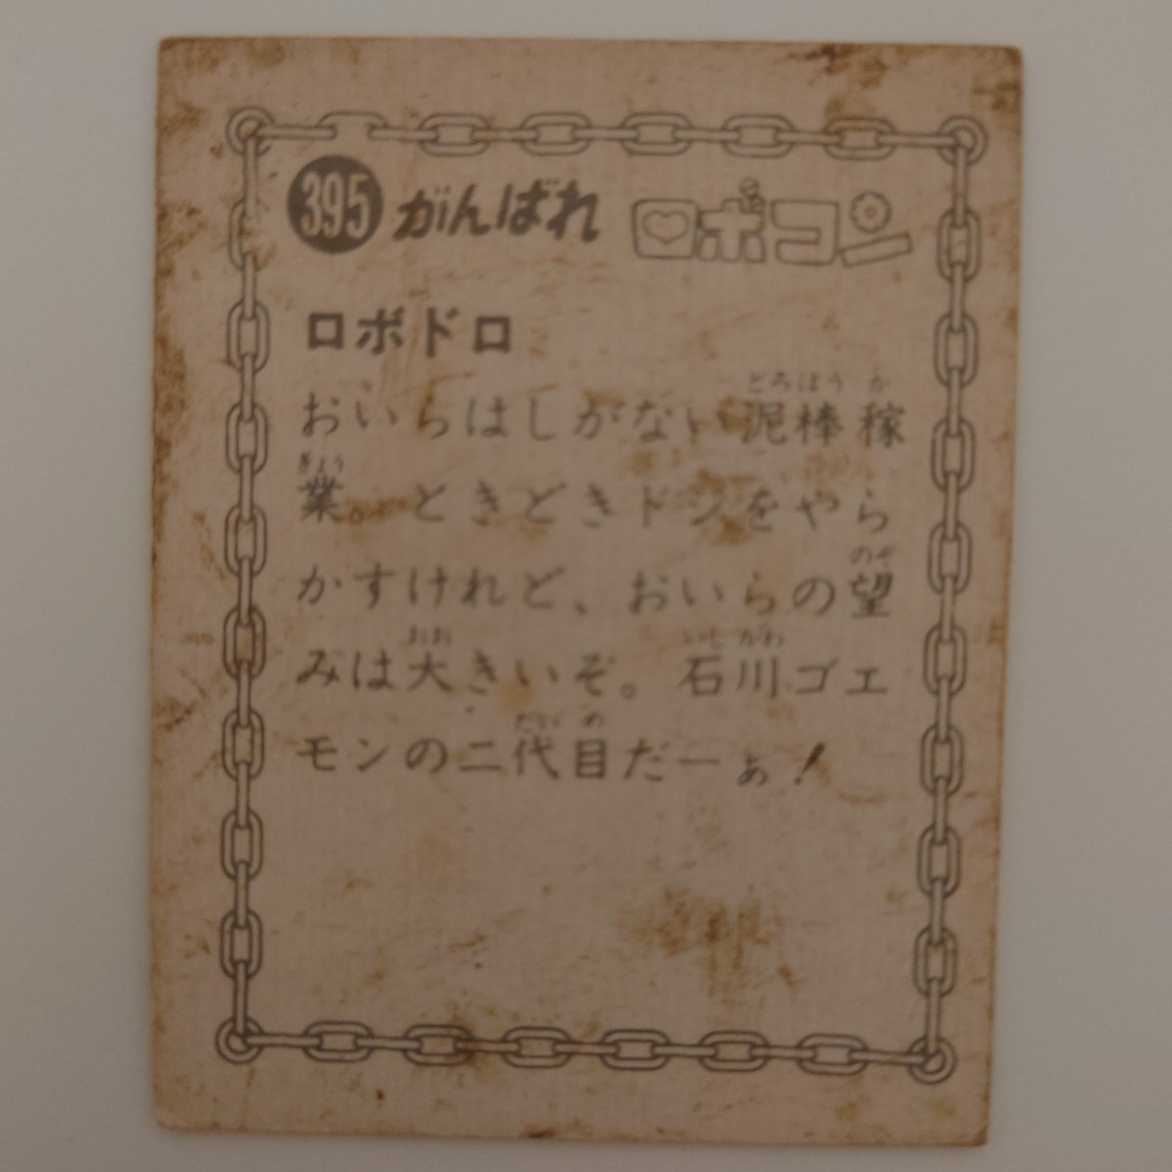 395 がんばれ ロボコン
ロボドロ
おいらはしがない泥棒稼
業。ときどきドジをやら
かすけれど、おいらの望
みは大きいぞ。石川ゴエ
モンの二代目だーぁ!